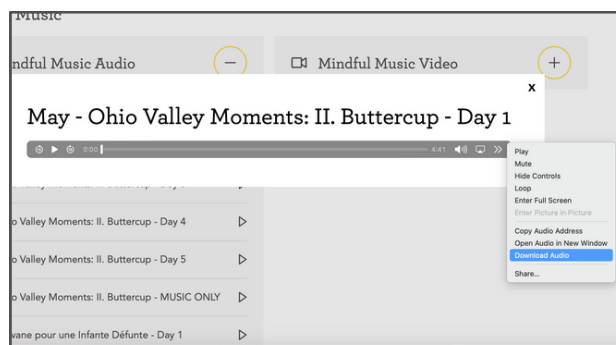 Music
ndful Music Audio
Mindful Music Video
x
May - Ohio Valley Moments: II. Buttercup - Day 1
0:00
4:41
Play
Mute
Hide Controls
Loop
Enter Full Screen
Enter Picture in Picture
Copy Audio Address
Open Audio in New Window
Download Audio
Share...
o Valley Moments: II. Buttercup - Day 4
o Valley Moments: II. Buttercup - Day 5
o Valley Moments: II. Buttercup - MUSIC ONLY
vane pour une Infante Défunte - Day 1